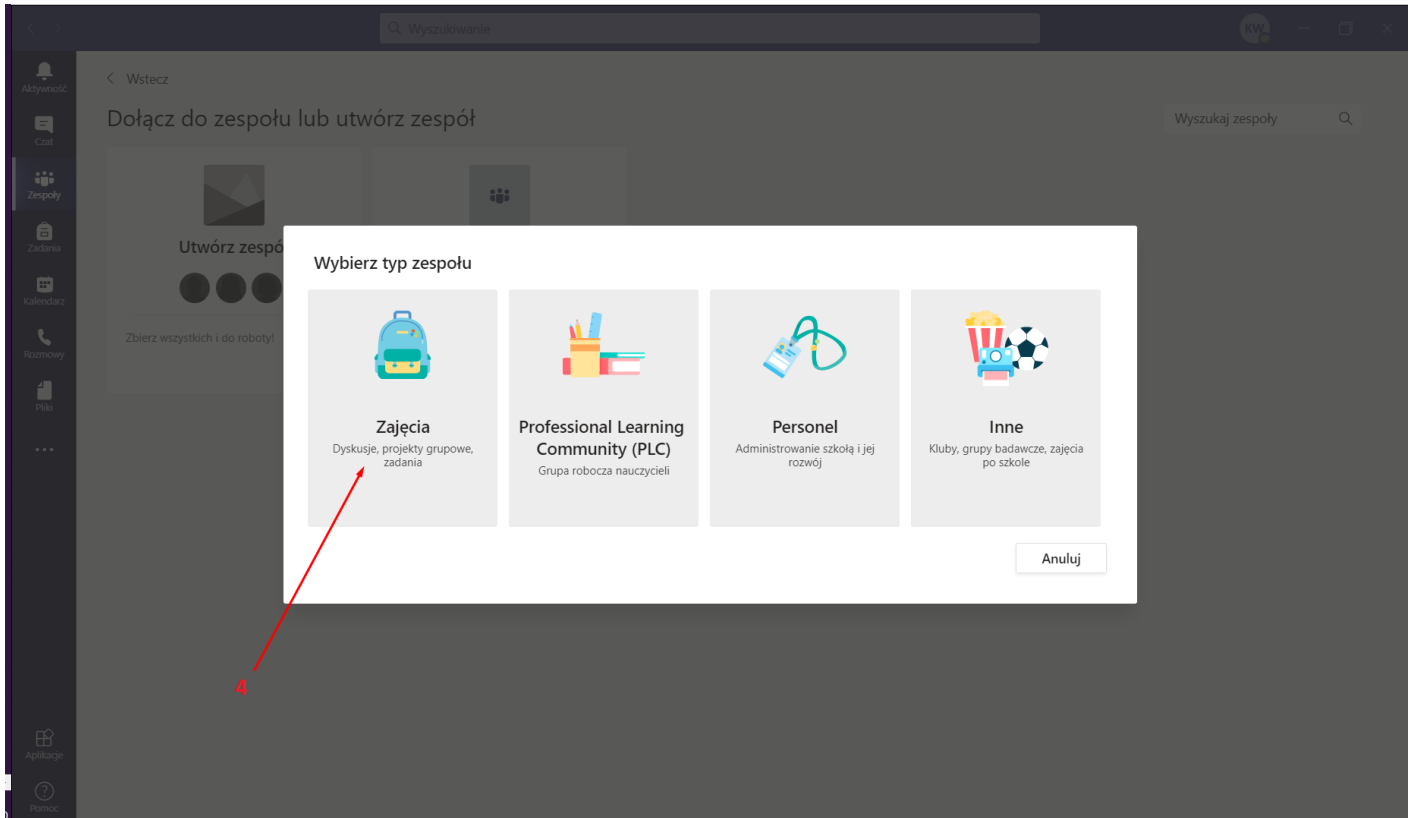 Wyszukiwanie
KW
Aktywność
Czat
Zespoły
Zadania
Kalendarz
Rozmowy
Pliki
Aplikacje
Pomoc
Wstecz
Dołącz do zespołu lub utwórz zespół
Wyszukaj zespoły
Utwórz zespó
Zbierz wszystkich i do roboty!
Wybierz typ zespołu
Zajęcia
Dyskusje, projekty grupowe,
zadania
Professional Learning
Community (PLC)
Grupa robocza nauczycieli
Personel
Administrowanie szkołą i jej
rozwój
Inne
Kluby, grupy badawcze, zajęcia
po szkole
Anuluj
4